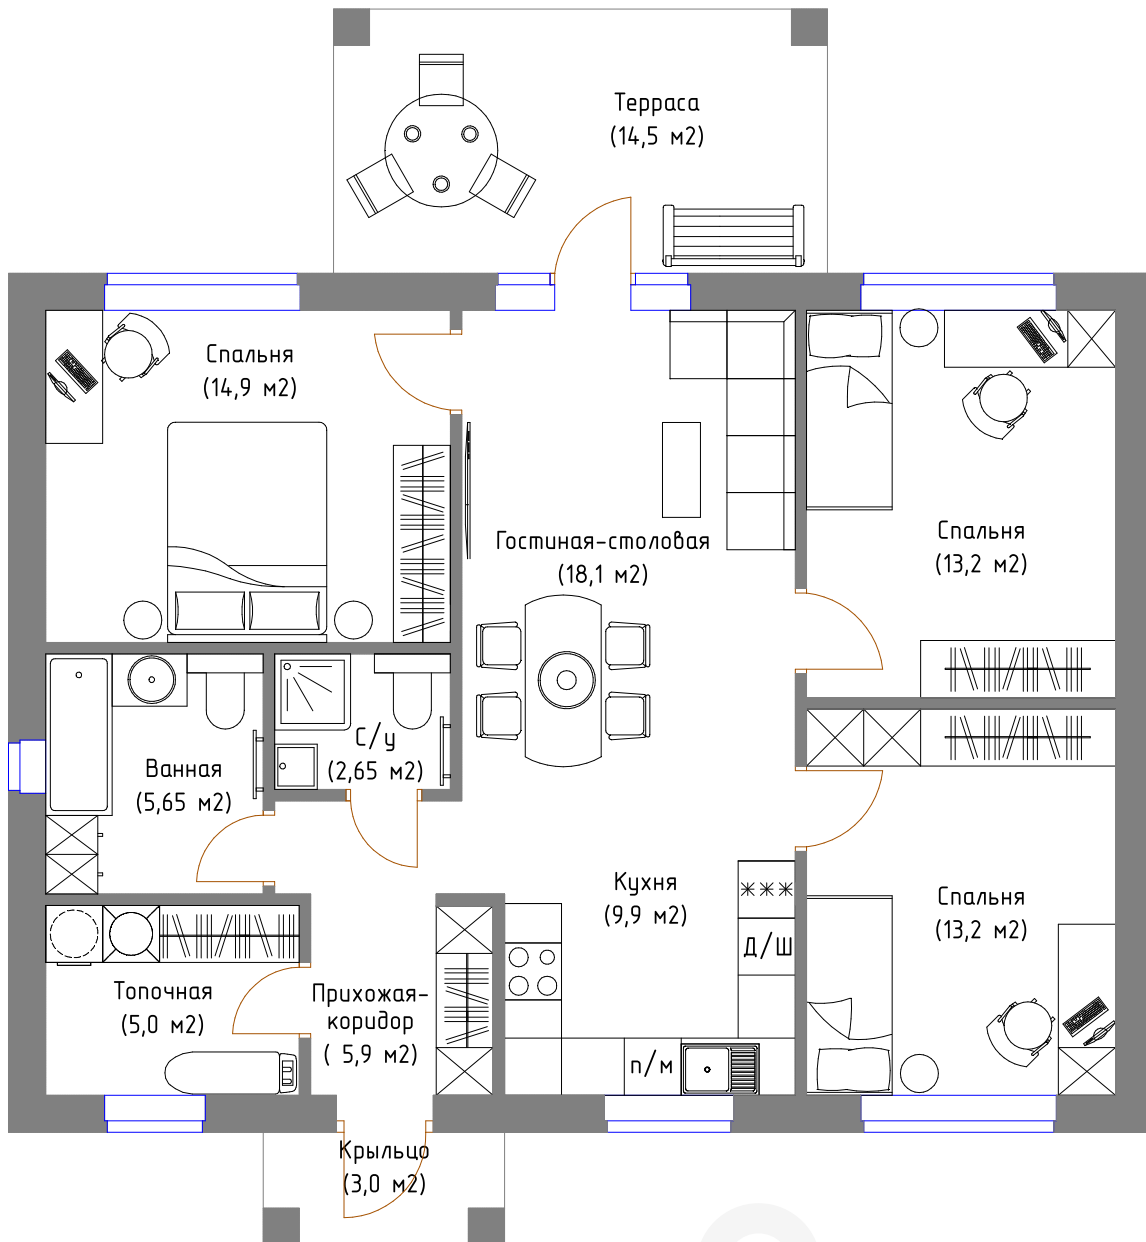 Терраса
(14,5 м2)
Спальня
(14,9 м2)
Гостиная-столовая
(18,1 м2)
Спальня
(13,2 м2)
С/у
(2,65 м2)
Ванная
(5,65 м2)
Кухня
(9,9 м2)
Д/Ш
п/м
Спальня
(13,2 м2)
Топочная
(5,0 м2)
Прихожая-
коридор
( 5,9 м2)
Крыльцо
(3,0 м2)